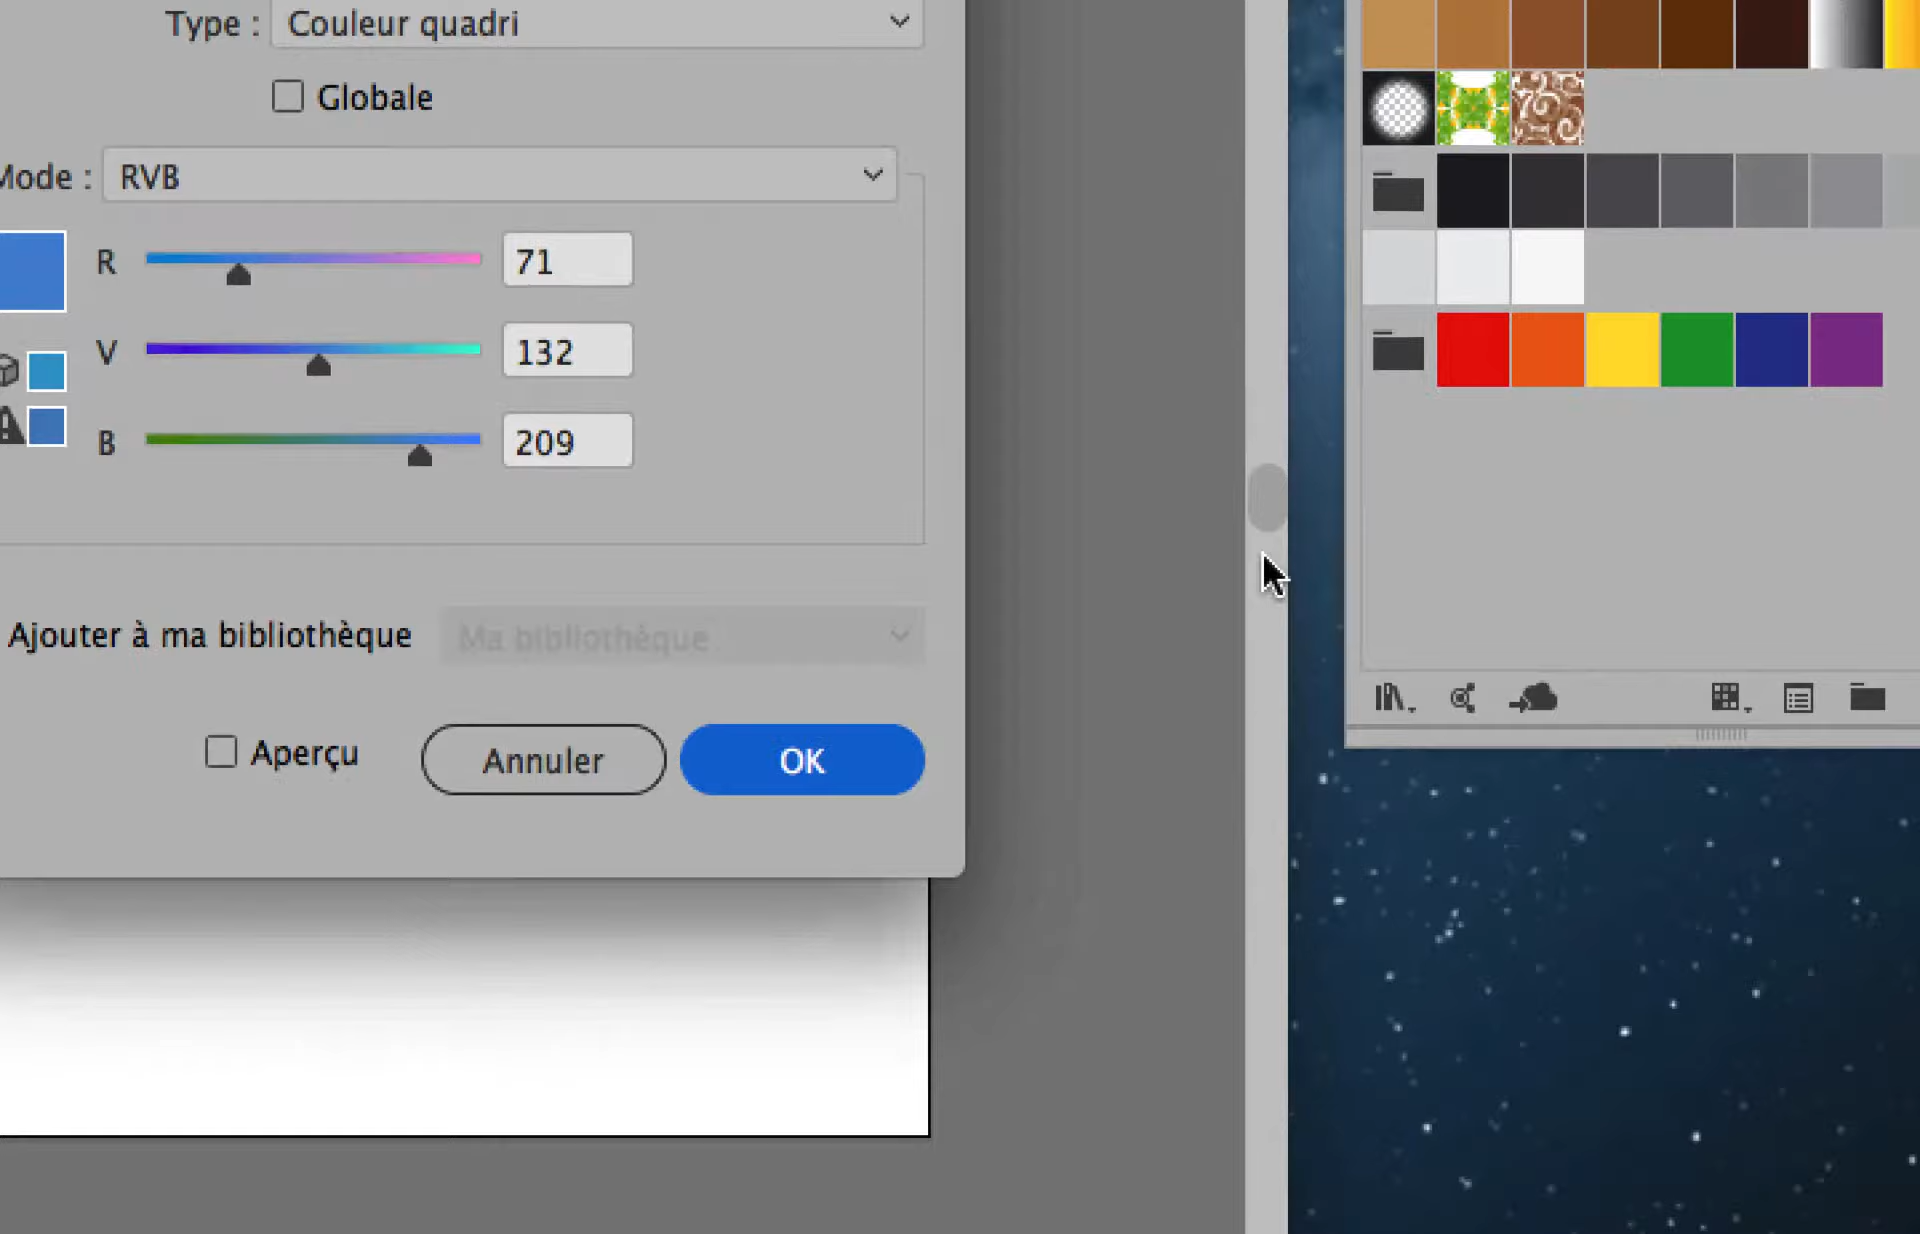 Type : Couleur quadri
Globale
Mode : RVB
R 71
V 132
B 209
Ajouter à ma bibliothèque Ma bibliothèque
Aperçu Annuler OK